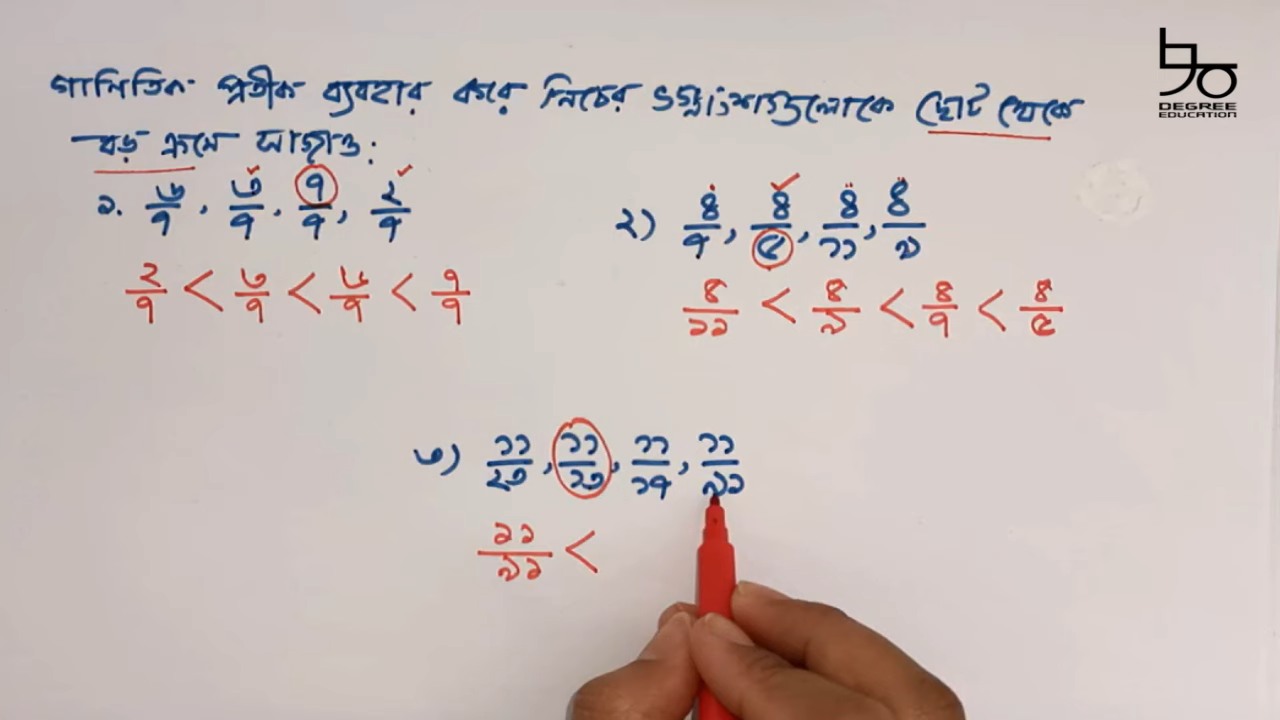 গাণিতিক প্রতীক ব্যবহার করে নিচের ভগ্নাংশগুলোকে ছোট থেকে
বড় ক্রমে সাজাও:
১. ৬/৭, ৩/৭, ৭/৭, ২/৭
২/৭ < ৩/৭ < ৬/৭ < ৭/৭
২) ৪/৭, ৪/৫, ৪/১১, ৪/৯
৪/১১ < ৪/৯ < ৪/৭ < ৪/৫
৩) ১১/২৩, ১১/১৭, ১১/৯১
১১/৯১ <
DEGREE
EDUCATION